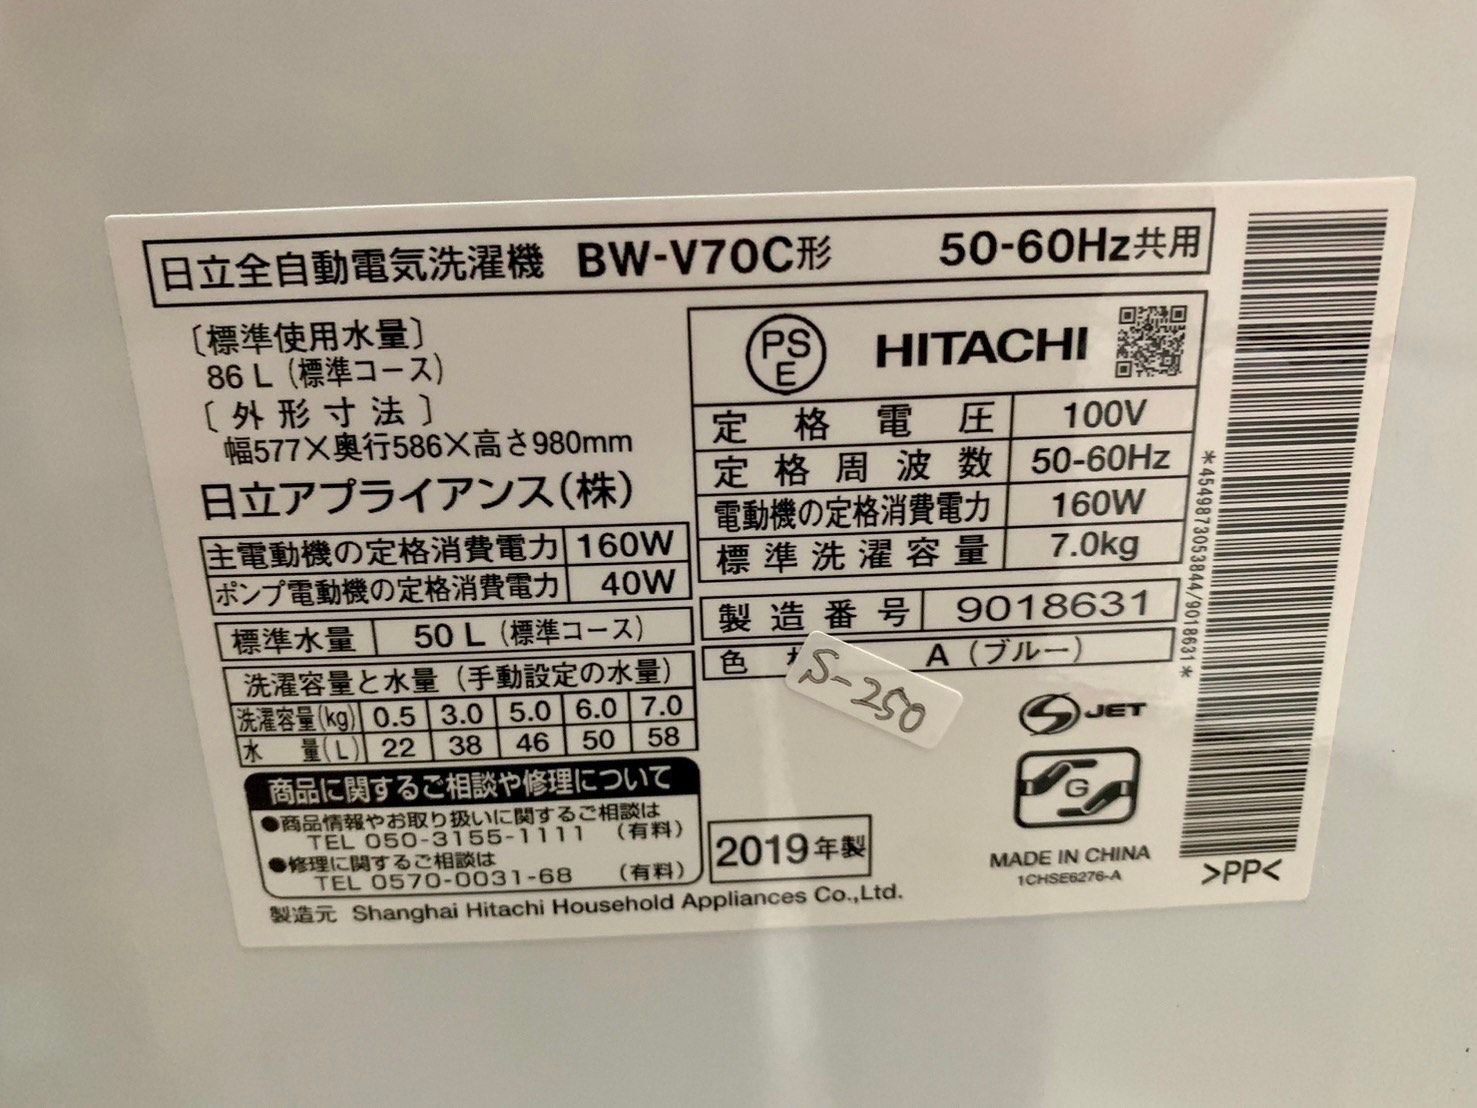 日立全自動電気洗濯機 BW-V70C形 50-60Hz共用
〔標準使用水量〕
86 L (標準コース)
〔外形寸法〕
幅577×奥行586×高さ980mm
日立アプライアンス(株)
主電動機の定格消費電力 160W
ポンプ電動機の定格消費電力 40W
標準水量 50 L (標準コース)
洗濯容量と水量 (手動設定の水量)
洗濯容量(kg) 0.5 3.0 5.0 6.0 7.0
水量(L) 22 38 46 50 58
商品に関するご相談や修理について
●商品情報やお取り扱いに関するご相談は
TEL 050-3155-1111 (有料)
●修理に関するご相談は
TEL 0570-0031-68 (有料)
製造元 Shanghai Hitachi Household Appliances Co.,Ltd.
PSE HITACHI
定格電圧 100V
定格周波数 50-60Hz
電動機の定格消費電力 160W
標準洗濯容量 7.0kg
製造番号 9018631
色 A (ブルー)
S-250
2019年製
S JET
G
MADE IN CHINA
1CHSE6276-A
*4549873053844/9018631*
>PP<